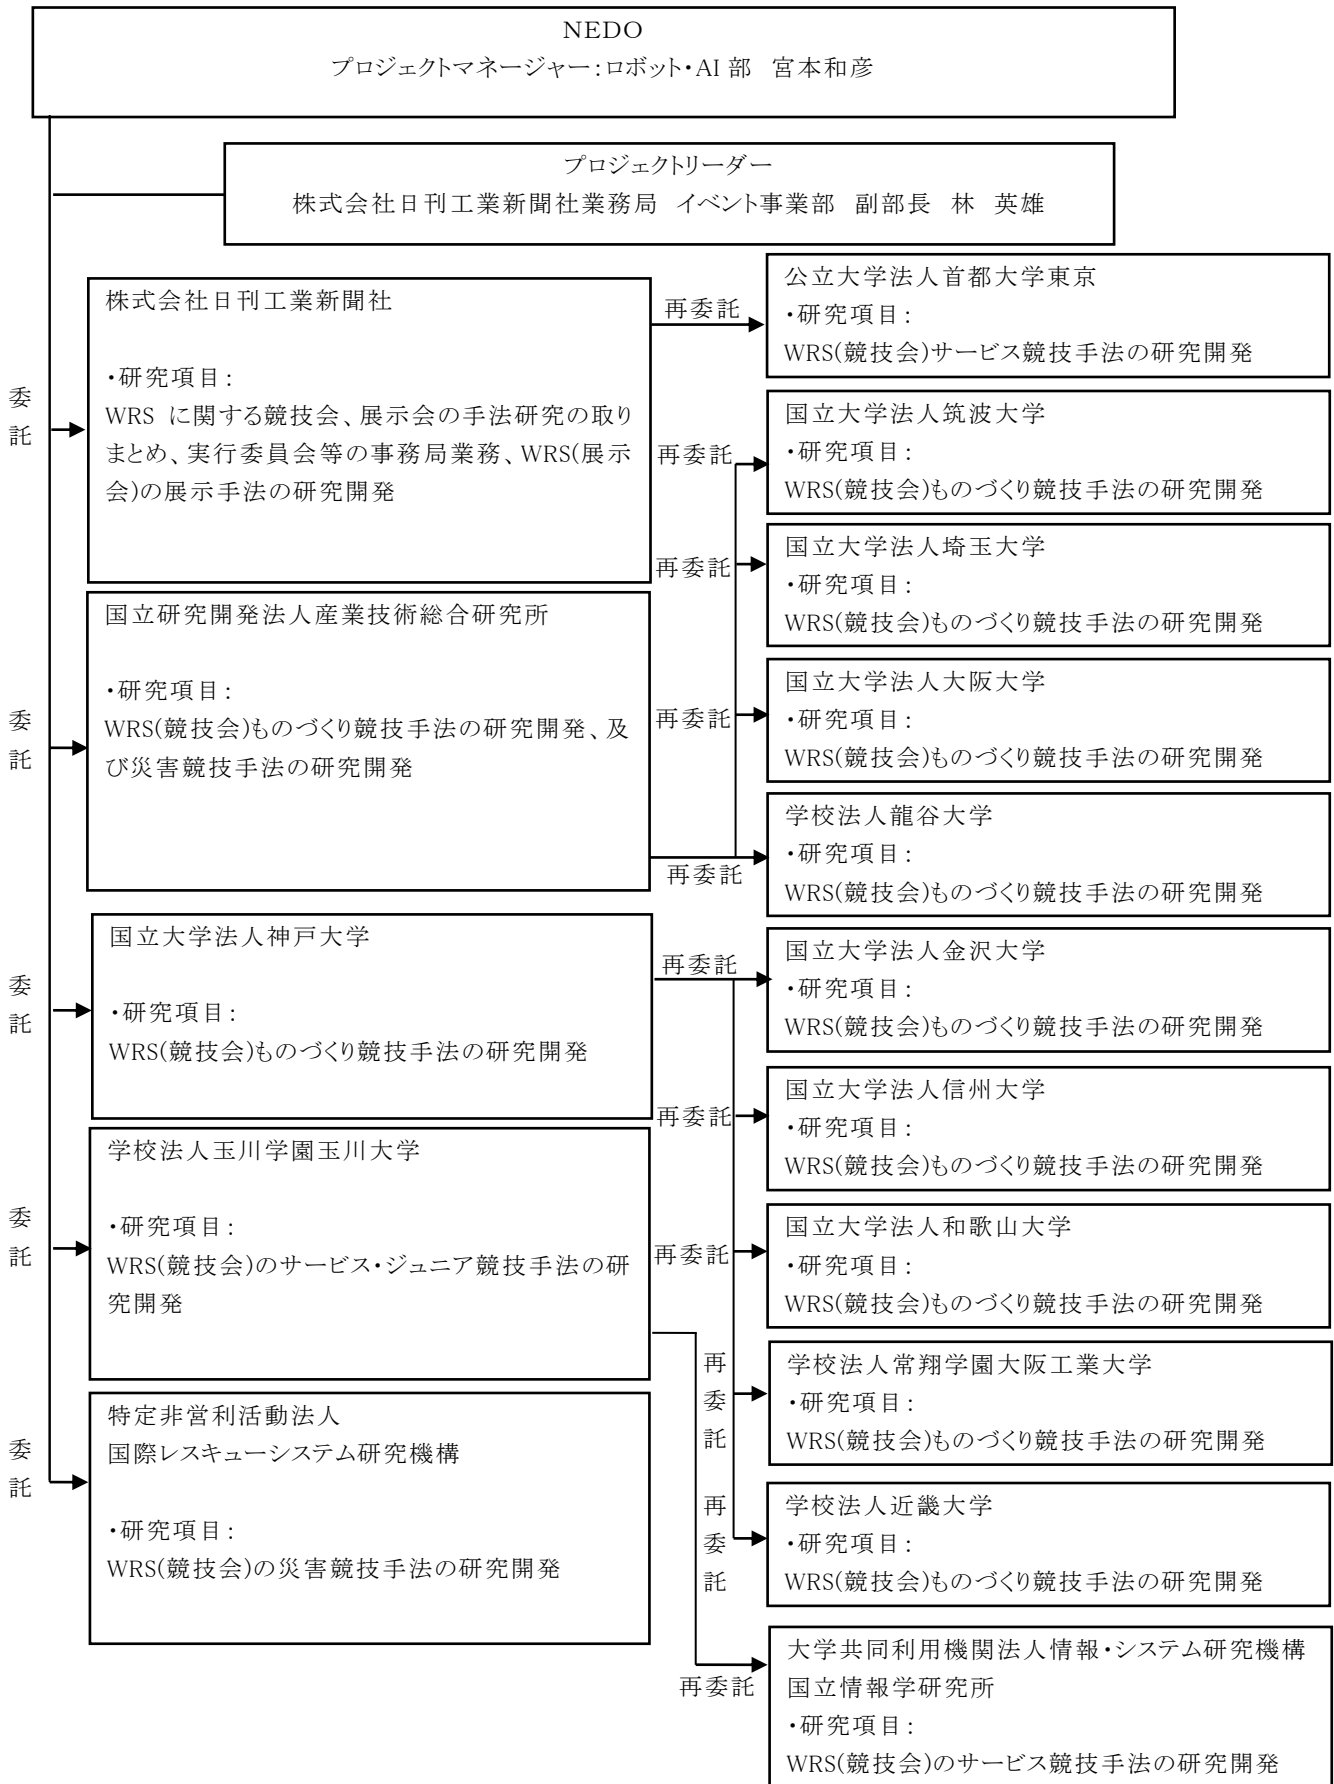 NEDO
プロジェクトマネージャー:ロボット・AI 部　宮本和彦
プロジェクトリーダー
株式会社日刊工業新聞社業務局　イベント事業部　副部長　林　英雄
委託
株式会社日刊工業新聞社
・研究項目:
WRS に関する競技会、展示会の手法研究の取り
まとめ、実行委員会等の事務局業務、WRS(展示
会)の展示手法の研究開発
再委託
公立大学法人首都大学東京
・研究項目:
WRS(競技会)サービス競技手法の研究開発
委託
国立研究開発法人産業技術総合研究所
・研究項目:
WRS(競技会)ものづくり競技手法の研究開発、及
び災害競技手法の研究開発
再委託
国立大学法人筑波大学
・研究項目:
WRS(競技会)ものづくり競技手法の研究開発
再委託
国立大学法人埼玉大学
・研究項目:
WRS(競技会)ものづくり競技手法の研究開発
再委託
国立大学法人大阪大学
・研究項目:
WRS(競技会)ものづくり競技手法の研究開発
再委託
学校法人龍谷大学
・研究項目:
WRS(競技会)ものづくり競技手法の研究開発
委託
国立大学法人神戸大学
・研究項目:
WRS(競技会)ものづくり競技手法の研究開発
再委託
国立大学法人金沢大学
・研究項目:
WRS(競技会)ものづくり競技手法の研究開発
再委託
国立大学法人信州大学
・研究項目:
WRS(競技会)ものづくり競技手法の研究開発
再委託
国立大学法人和歌山大学
・研究項目:
WRS(競技会)ものづくり競技手法の研究開発
再委託
学校法人常翔学園大阪工業大学
・研究項目:
WRS(競技会)ものづくり競技手法の研究開発
再委託
学校法人近畿大学
・研究項目:
WRS(競技会)ものづくり競技手法の研究開発
委託
学校法人玉川学園玉川大学
・研究項目:
WRS(競技会)のサービス・ジュニア競技手法の研
究開発
再委託
大学共同利用機関法人情報・システム研究機構
国立情報学研究所
・研究項目:
WRS(競技会)のサービス競技手法の研究開発
委託
特定非営利活動法人
国際レスキューシステム研究機構
・研究項目:
WRS(競技会)の災害競技手法の研究開発